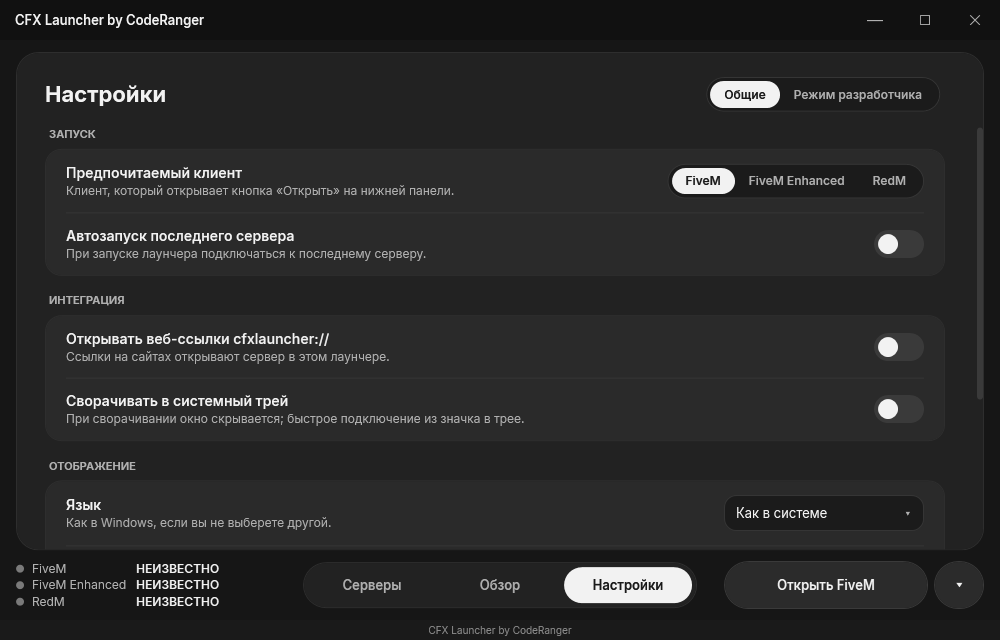 CFX Launcher by CodeRanger
Настройки
Общие
Режим разработчика
ЗАПУСК
Предпочитаемый клиент
Клиент, который открывает кнопка «Открыть» на нижней панели.
FiveM
FiveM Enhanced
RedM
Автозапуск последнего сервера
При запуске лаунчера подключаться к последнему серверу.
ИНТЕГРАЦИЯ
Открывать веб-ссылки cfxlauncher://
Ссылки на сайтах открывают сервер в этом лаунчере.
Сворачивать в системный трей
При сворачивании окно скрывается; быстрое подключение из значка в трее.
ОТОБРАЖЕНИЕ
Язык
Как в Windows, если вы не выберете другой.
Как в системе
FiveM НЕИЗВЕСТНО
FiveM Enhanced НЕИЗВЕСТНО
RedM НЕИЗВЕСТНО
Серверы
Обзор
Настройки
Открыть FiveM
CFX Launcher by CodeRanger